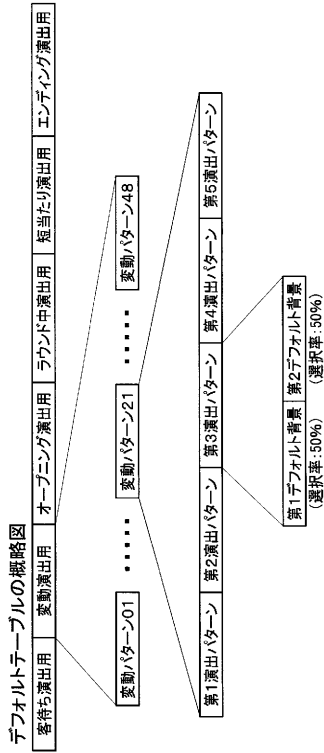 デフォルトテーブルの概略図
客待ち演出用 変動演出用 オープニング演出用 ラウンド中演出用 短当たり演出用 エンディング演出用
変動パターン01 ‥‥‥ 変動パターン21 ‥‥‥ 変動パターン48
第1演出パターン 第2演出パターン 第3演出パターン 第4演出パターン 第5演出パターン
第1デフォルト背景 第2デフォルト背景
(選択率:50%) (選択率:50%)